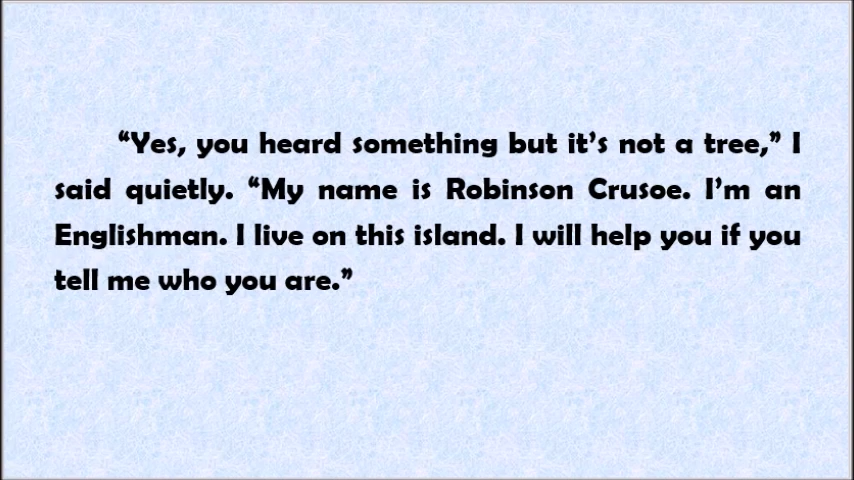 “Yes, you heard something but it’s not a tree,” I
said quietly. “My name is Robinson Crusoe. I’m an
Englishman. I live on this island. I will help you if you
tell me who you are.”